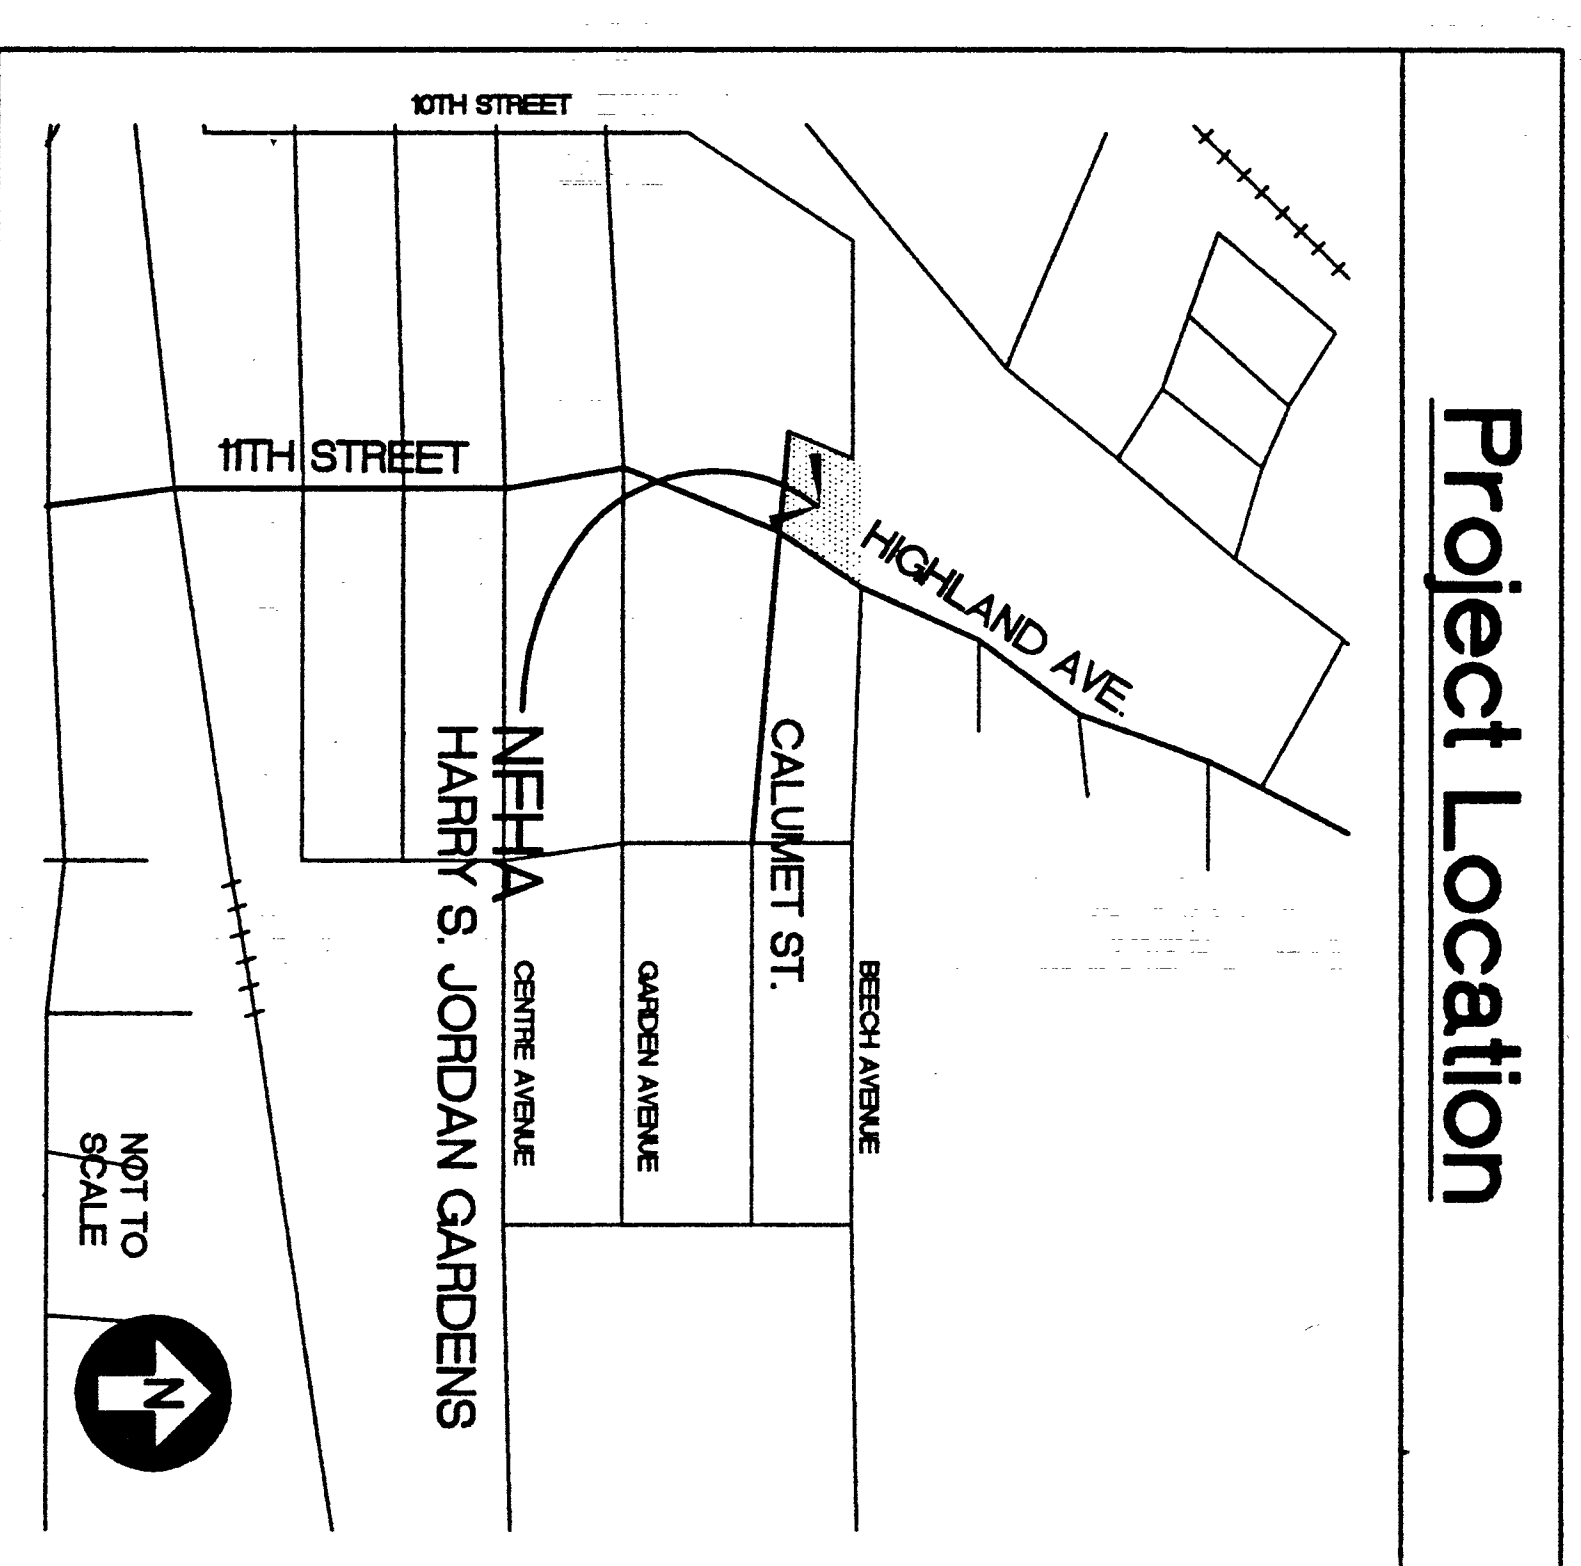 Project Location
10TH STREET
11TH STREET
HIGHLAND AVE.
BEECH AVENUE
CALUMET ST.
GARDEN AVENUE
NFHA
HARRY S. JORDAN GARDENS
CENTRE AVENUE
NOT TO
SCALE
N